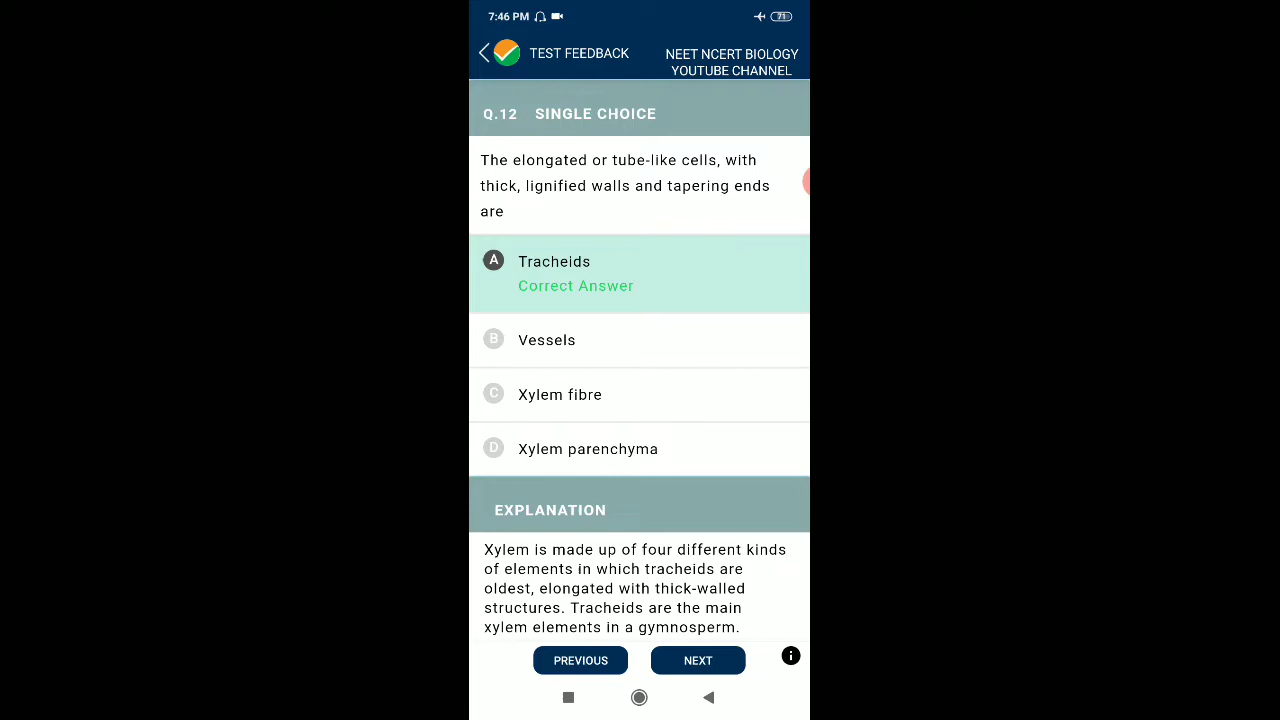 7:46 PM 71
TEST FEEDBACK NEET NCERT BIOLOGY
YOUTUBE CHANNEL
Q.12 SINGLE CHOICE
The elongated or tube-like cells, with
thick, lignified walls and tapering ends
are
A Tracheids
Correct Answer
B Vessels
C Xylem fibre
D Xylem parenchyma
EXPLANATION
Xylem is made up of four different kinds
of elements in which tracheids are
oldest, elongated with thick-walled
structures. Tracheids are the main
xylem elements in a gymnosperm.
PREVIOUS NEXT